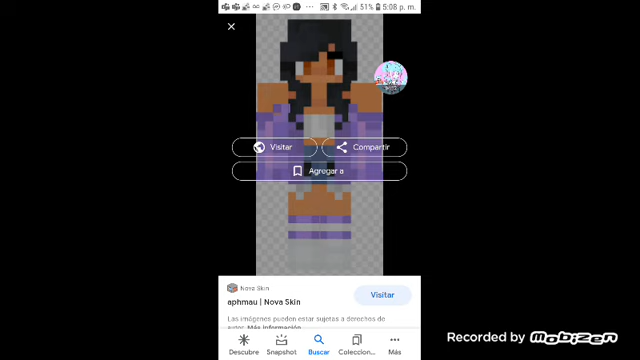 51% 5:08 p. m.
Visitar
Compartir
Agregar a
Nova Skin
aphmau | Nova Skin
Visitar
Las imágenes pueden estar sujetas a derechos de
autor. Más información
Descubre Snapshot Buscar Coleccion... Más
Recorded by Mobizen